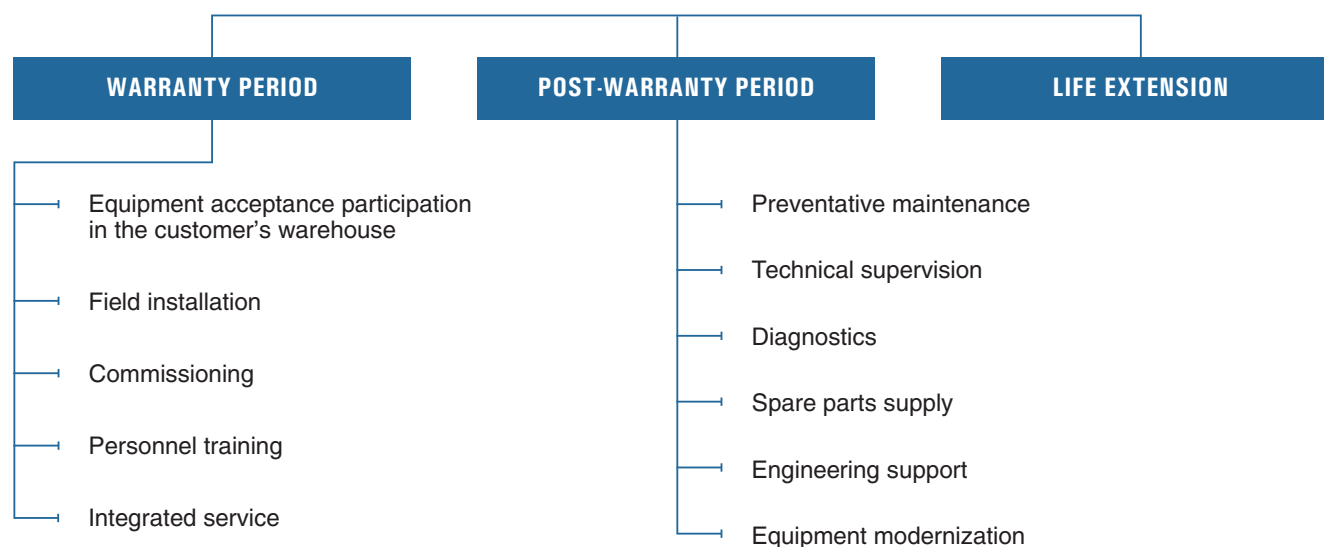 WARRANTY PERIOD
POST-WARRANTY PERIOD
LIFE EXTENSION
Equipment acceptance participation
in the customer's warehouse
Field installation
Commissioning
Personnel training
Integrated service
Preventative maintenance
Technical supervision
Diagnostics
Spare parts supply
Engineering support
Equipment modernization